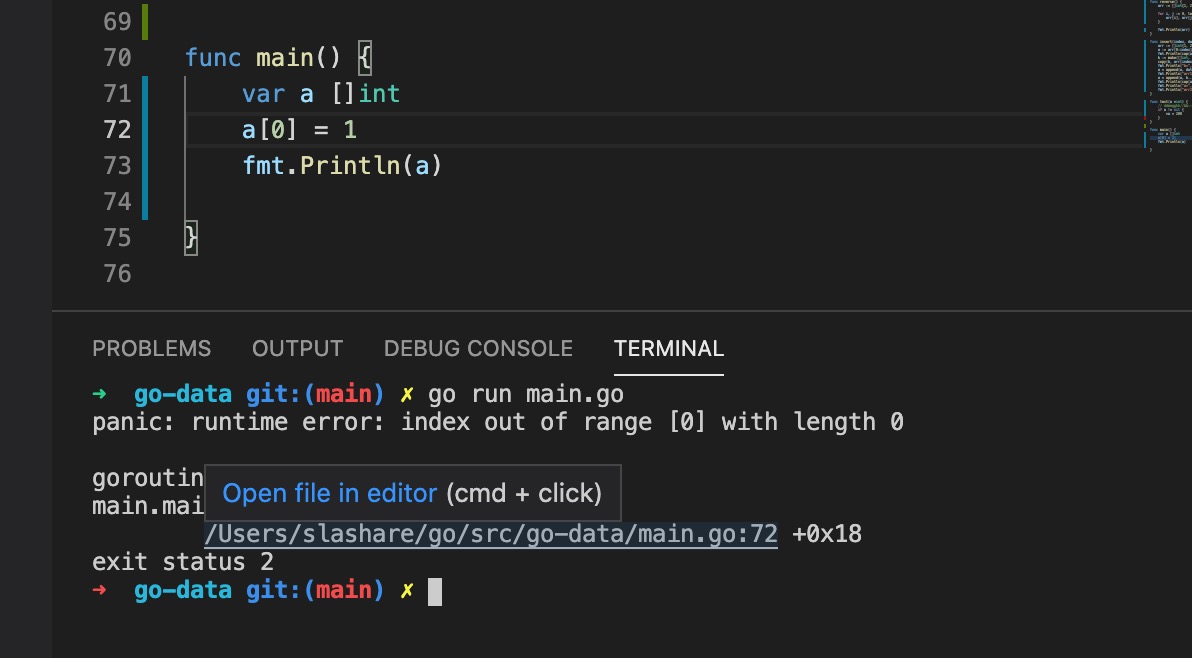 69
70 func main() {
71 var a []int
72 a[0] = 1
73 fmt.Println(a)
74
75 }
76
PROBLEMS OUTPUT DEBUG CONSOLE TERMINAL
➜ go-data git:(main) ✗ go run main.go
panic: runtime error: index out of range [0] with length 0
goroutin
Open file in editor (cmd + click)
main.mai
/Users/slashare/go/src/go-data/main.go:72 +0x18
exit status 2
➜ go-data git:(main) ✗